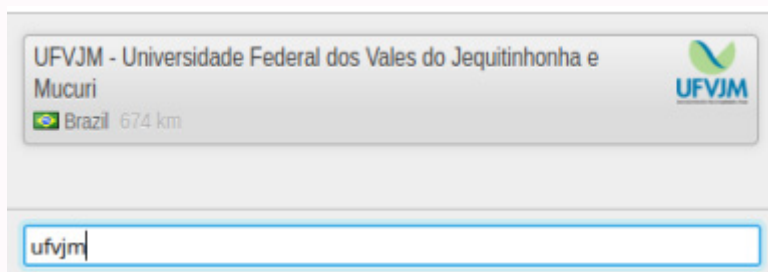 UFVJM - Universidade Federal dos Vales do Jequitinhonha e
Mucuri
UFVJM
Brazil 674 km
ufvjm